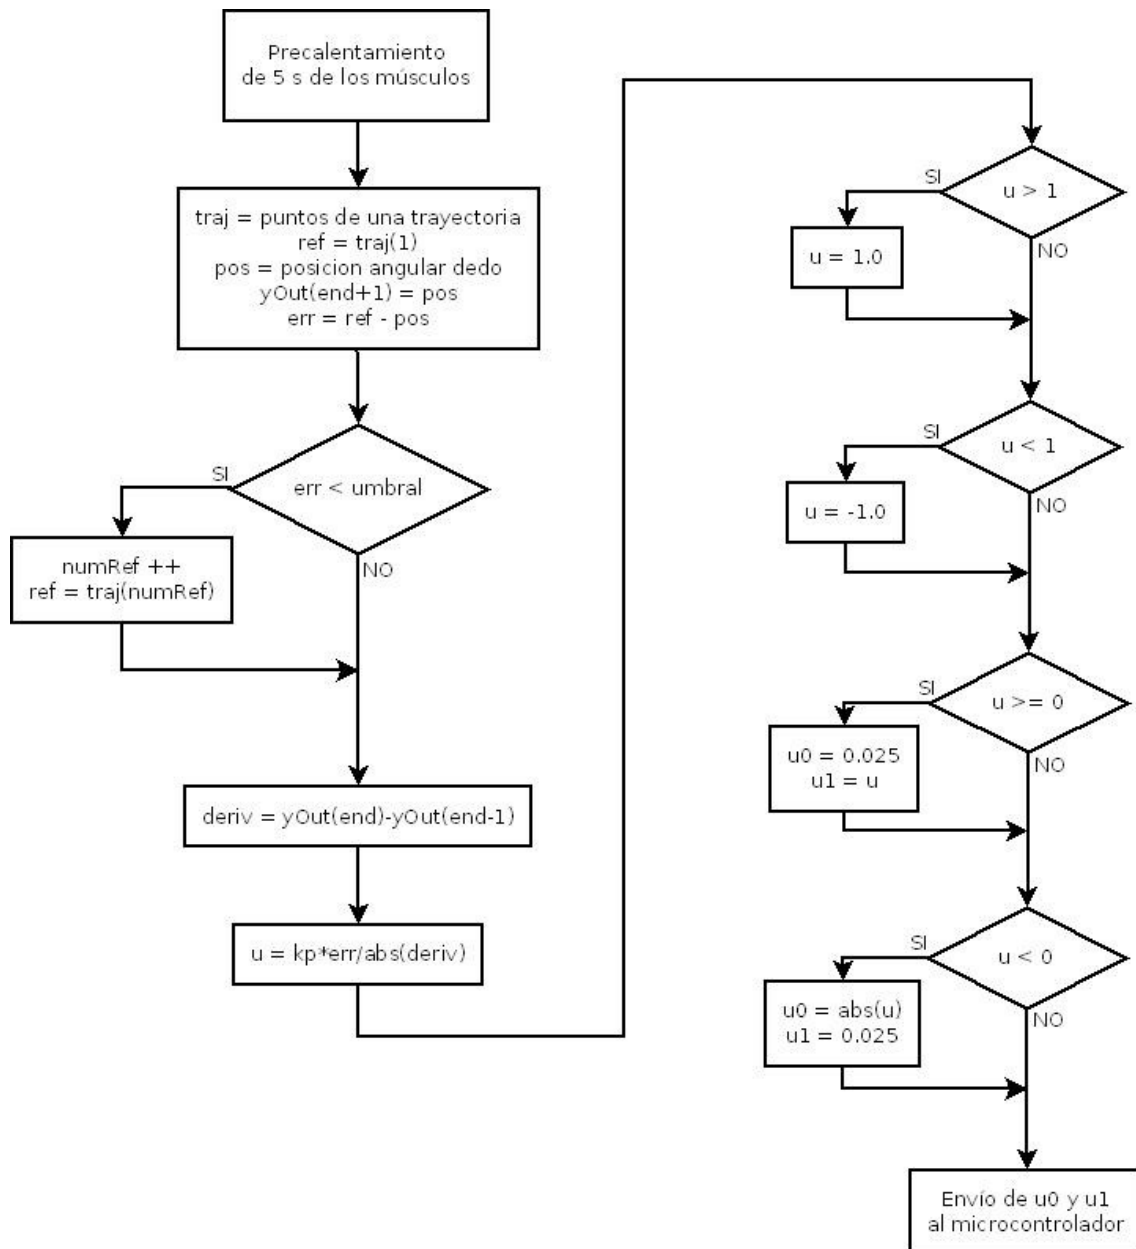 Precalentamiento
de 5 s de los músculos
traj = puntos de una trayectoria
ref = traj(1)
pos = posicion angular dedo
yOut(end+1) = pos
err = ref - pos
err < umbral
SI
NO
numRef ++
ref = traj(numRef)
deriv = yOut(end)-yOut(end-1)
u = kp*err/abs(deriv)
u > 1
SI
NO
u = 1.0
u < 1
SI
NO
u = -1.0
u >= 0
SI
NO
u0 = 0.025
u1 = u
u < 0
SI
NO
u0 = abs(u)
u1 = 0.025
Envío de u0 y u1
al microcontrolador